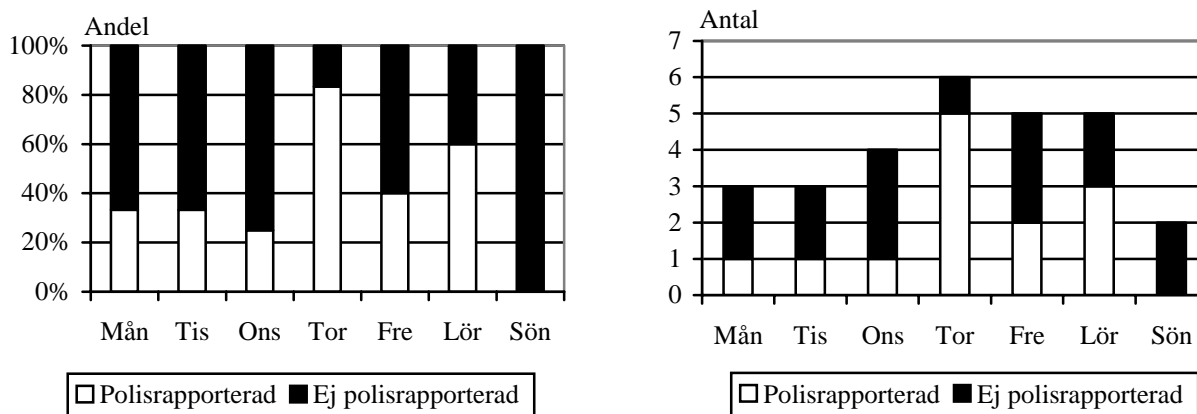 Andel
100%
80%
60%
40%
20%
0%
Mån Tis Ons Tor Fre Lör Sön
Polisrapporterad Ej polisrapporterad
Antal
7
6
5
4
3
2
1
0
Mån Tis Ons Tor Fre Lör Sön
Polisrapporterad Ej polisrapporterad